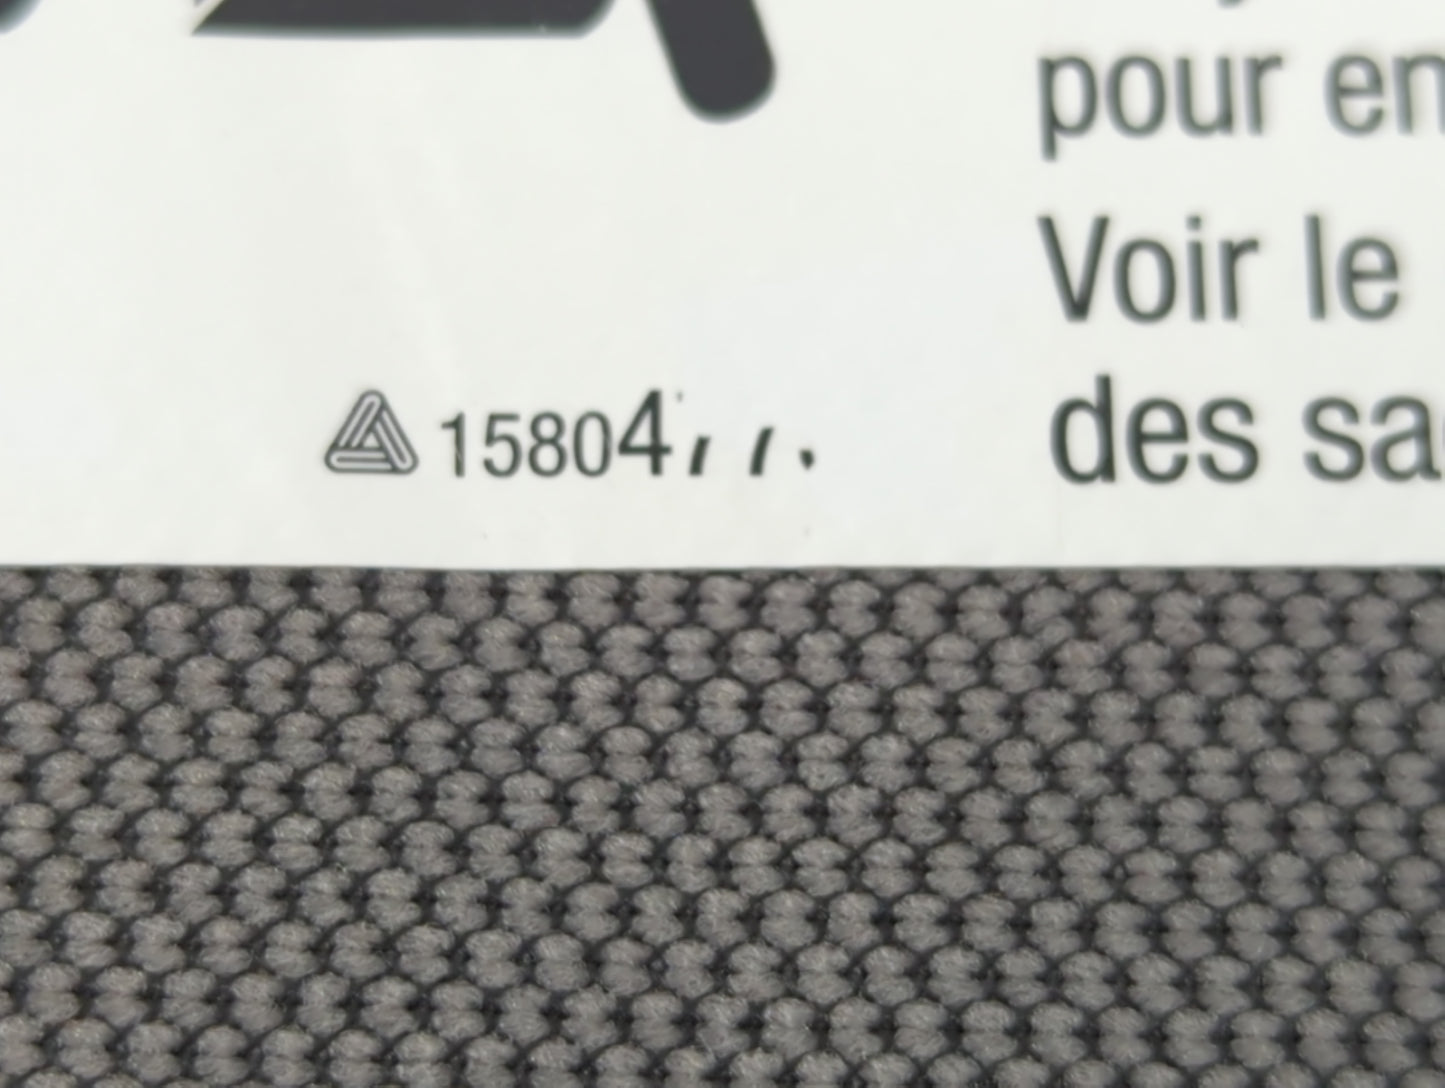 15804
pour en
Voir le
des sa